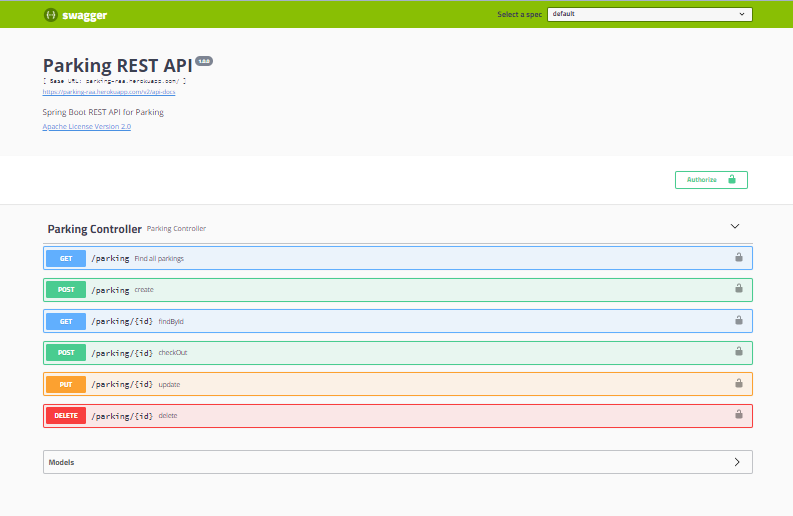 swagger
Select a spec default
Parking REST API 1.0.0
[ Base URL: parking-raa.herokuapp.com/ ]
https://parking-raa.herokuapp.com/v2/api-docs
Spring Boot REST API for Parking
Apache License Version 2.0
Authorize
Parking Controller Parking Controller
GET /parking Find all parkings
POST /parking create
GET /parking/{id} findById
POST /parking/{id} checkOut
PUT /parking/{id} update
DELETE /parking/{id} delete
Models